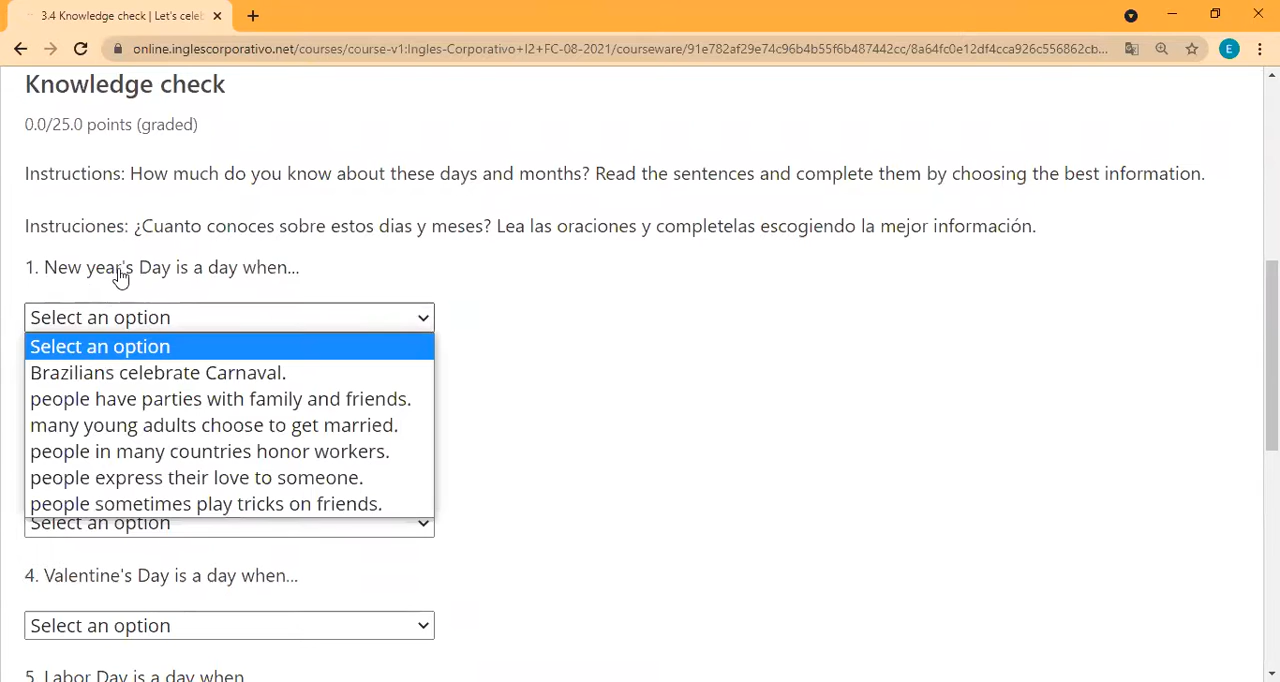 3.4 Knowledge check | Let's cele
online.inglescorporativo.net/courses/course-v1:Ingles-Corporativo+I2+FC-08-2021/courseware/91e782af29e74c96b4b55f6b487442cc/8a64fc0e12df4cca926c556862cb...
E
Knowledge check
0.0/25.0 points (graded)
Instructions: How much do you know about these days and months? Read the sentences and complete them by choosing the best information.
Instruciones: ¿Cuanto conoces sobre estos dias y meses? Lea las oraciones y completelas escogiendo la mejor información.
1. New year's Day is a day when...
Select an option
Select an option
Brazilians celebrate Carnaval.
people have parties with family and friends.
many young adults choose to get married.
people in many countries honor workers.
people express their love to someone.
people sometimes play tricks on friends.
Select an option
4. Valentine's Day is a day when...
Select an option
5. Labor Day is a day when